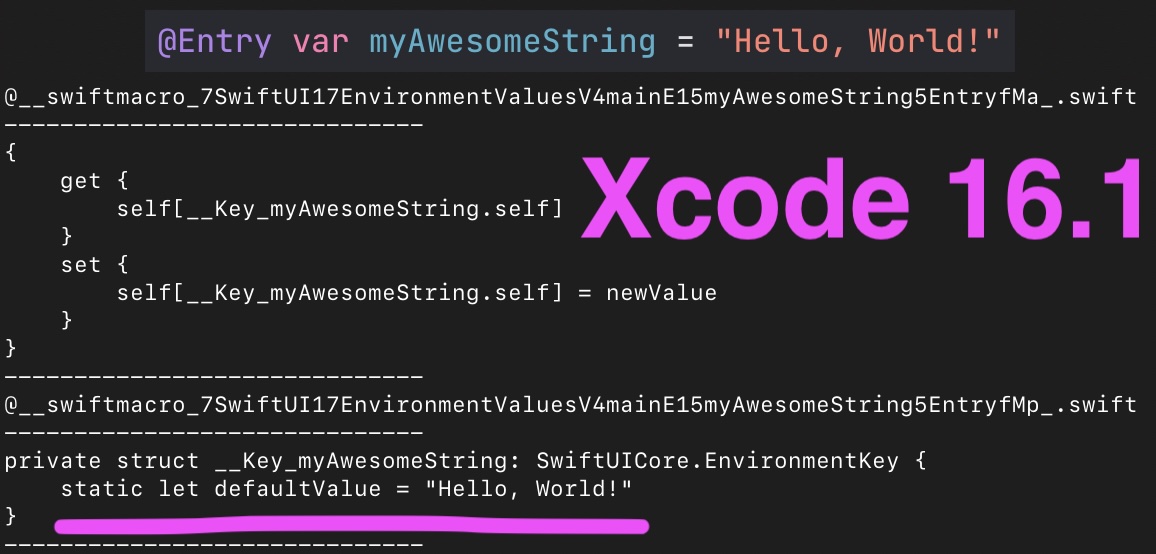 @Entry var myAwesomeString = "Hello, World!"
@__swiftmacro_7SwiftUI17EnvironmentValuesV4mainE15myAwesomeString5EntryfMa_.swift
------------------------------
{
    get {
        self[__Key_myAwesomeString.self]
    }
    set {
        self[__Key_myAwesomeString.self] = newValue
    }
}
Xcode 16.1
------------------------------
@__swiftmacro_7SwiftUI17EnvironmentValuesV4mainE15myAwesomeString5EntryfMp_.swift
------------------------------
private struct __Key_myAwesomeString: SwiftUICore.EnvironmentKey {
    static let defaultValue = "Hello, World!"
}
------------------------------